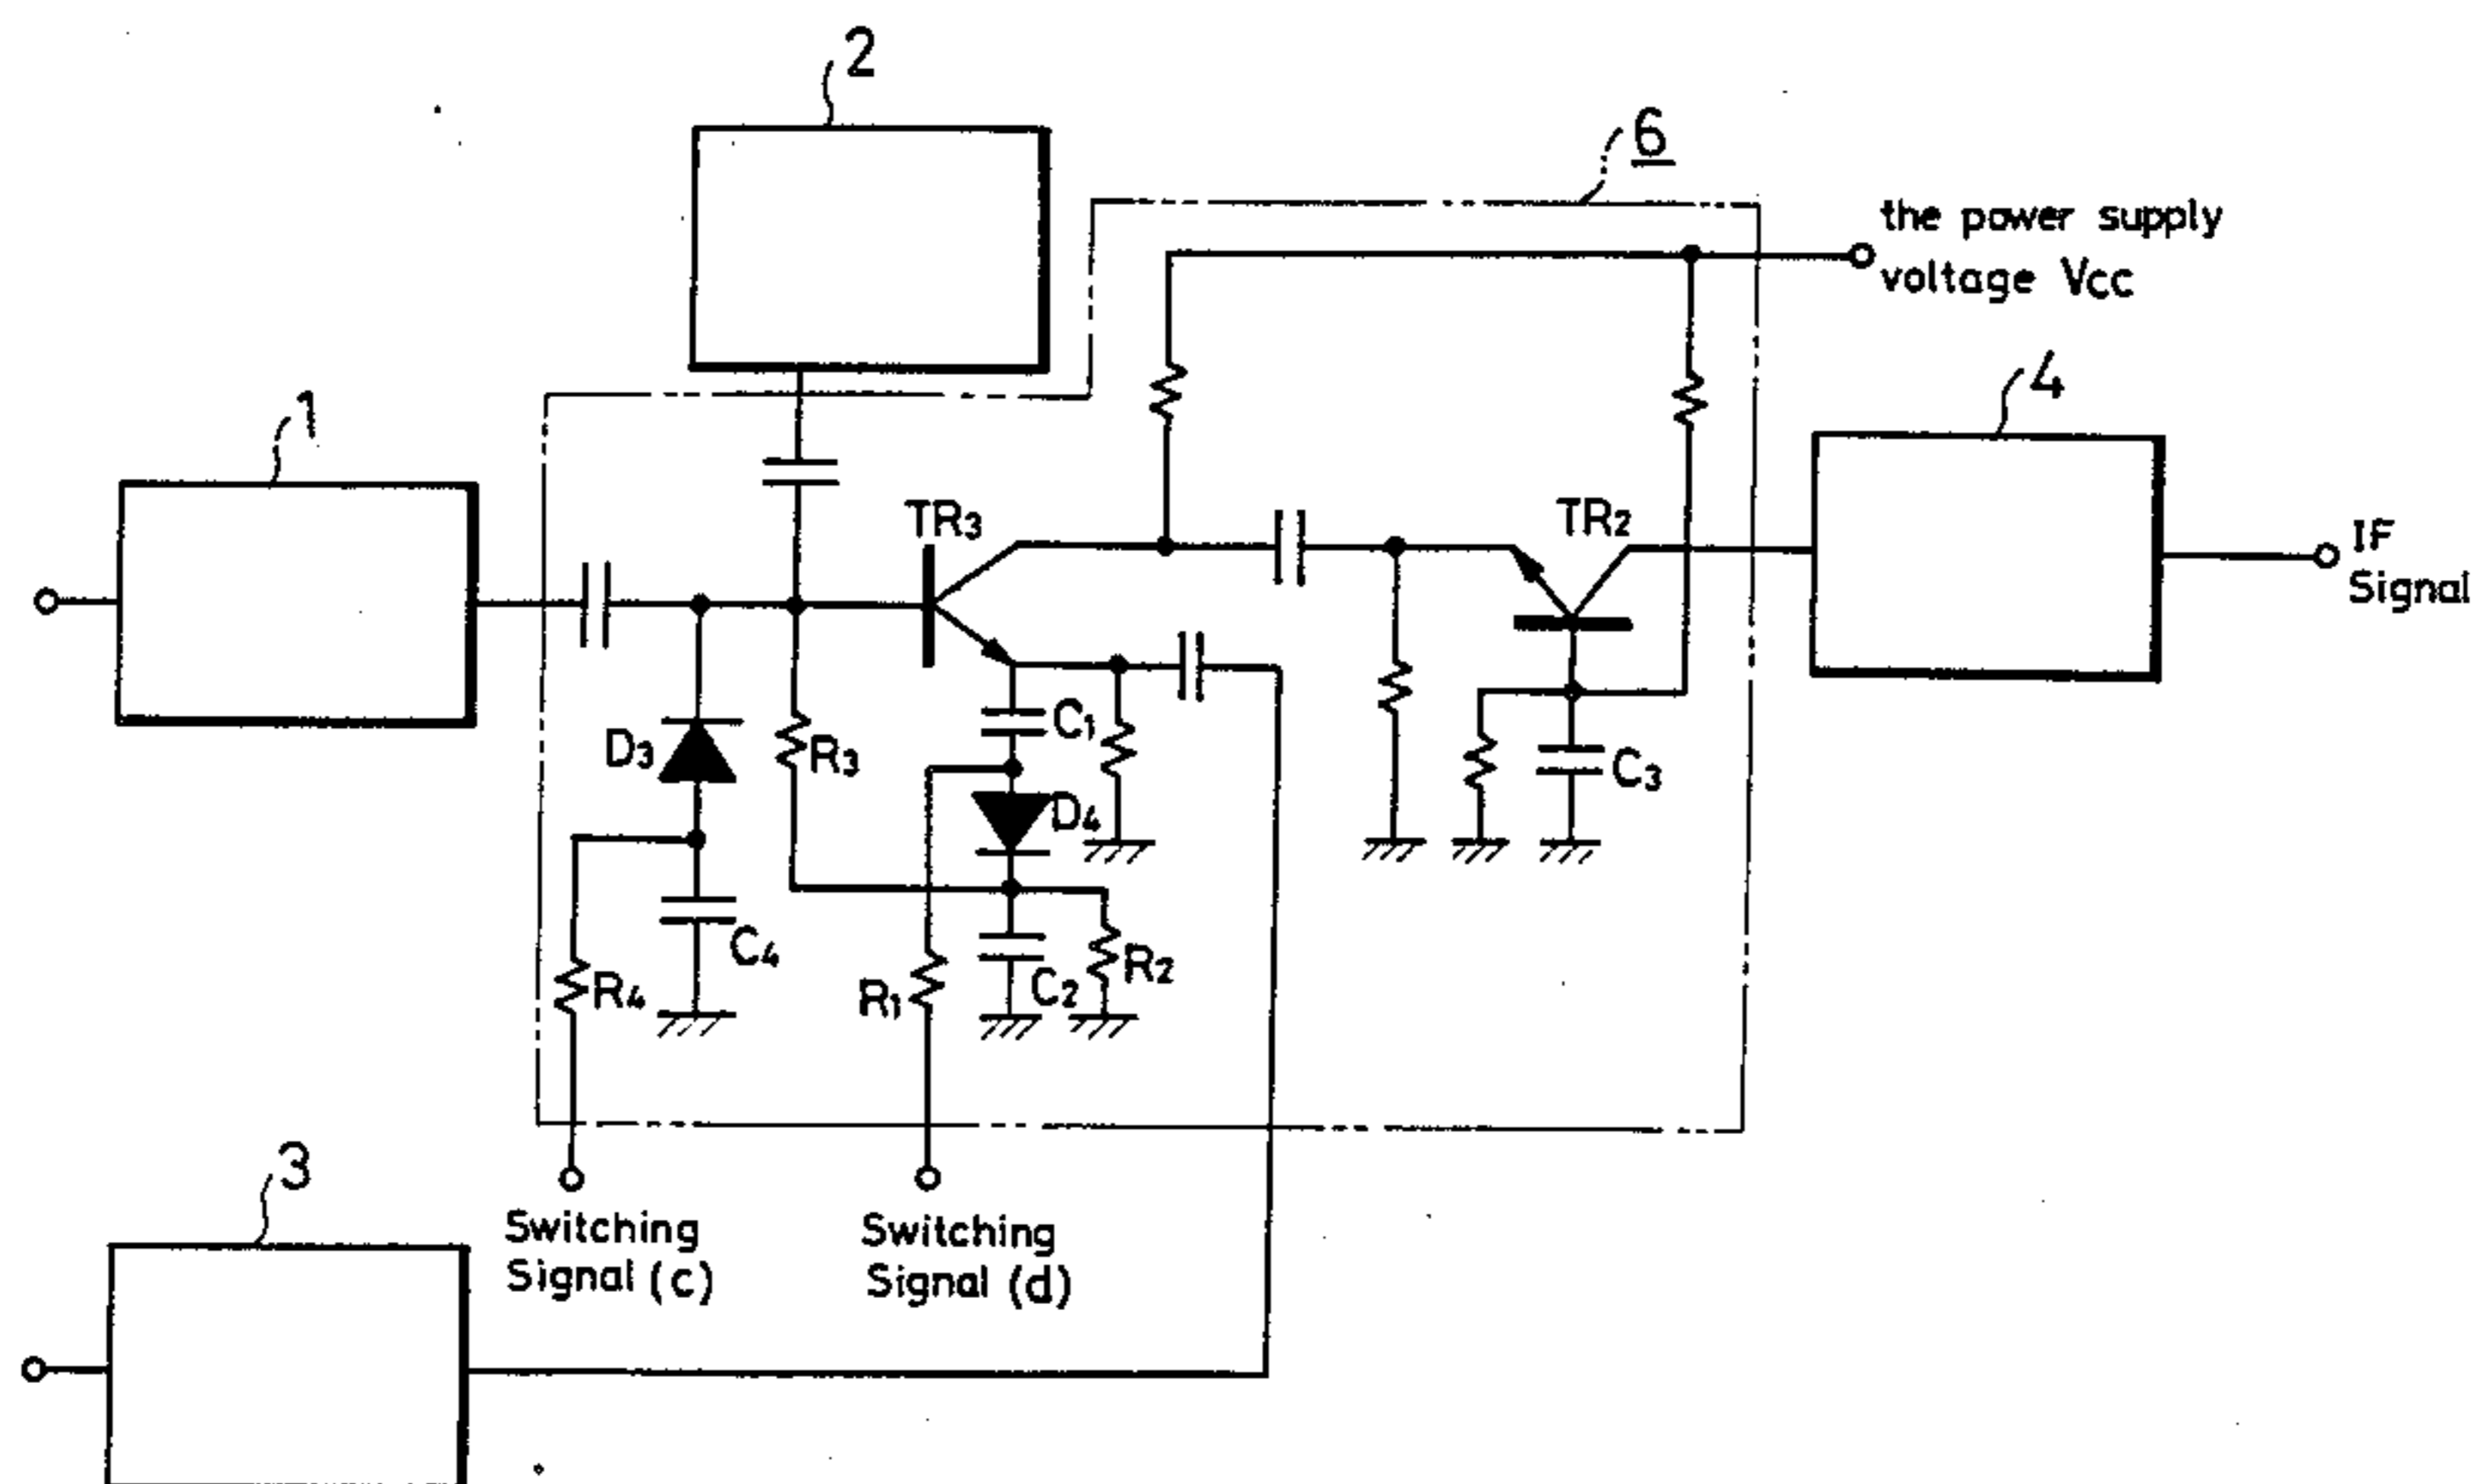 2
6
the power supply
voltage VCC
1
4
TR3
TR2
IF
Signal
D3
R3
C1
D4
C3
R4
C4
R1
C2
R2
3
Switching
Signal (c)
Switching
Signal (d)